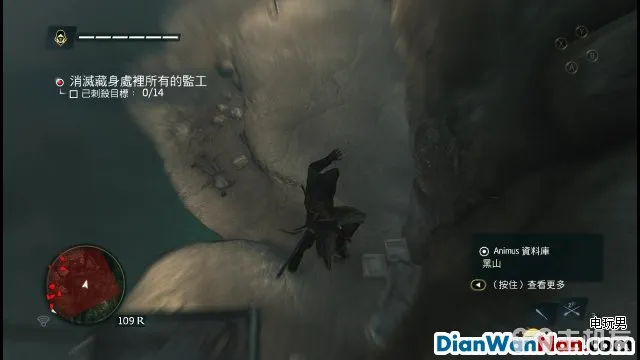 消滅藏身處裡所有的監工
已刺殺目標： 0/14
Y
X
B
A
Animus 資料庫
黑山
（按住）查看更多
109 R
电玩男
DianWanNan.com